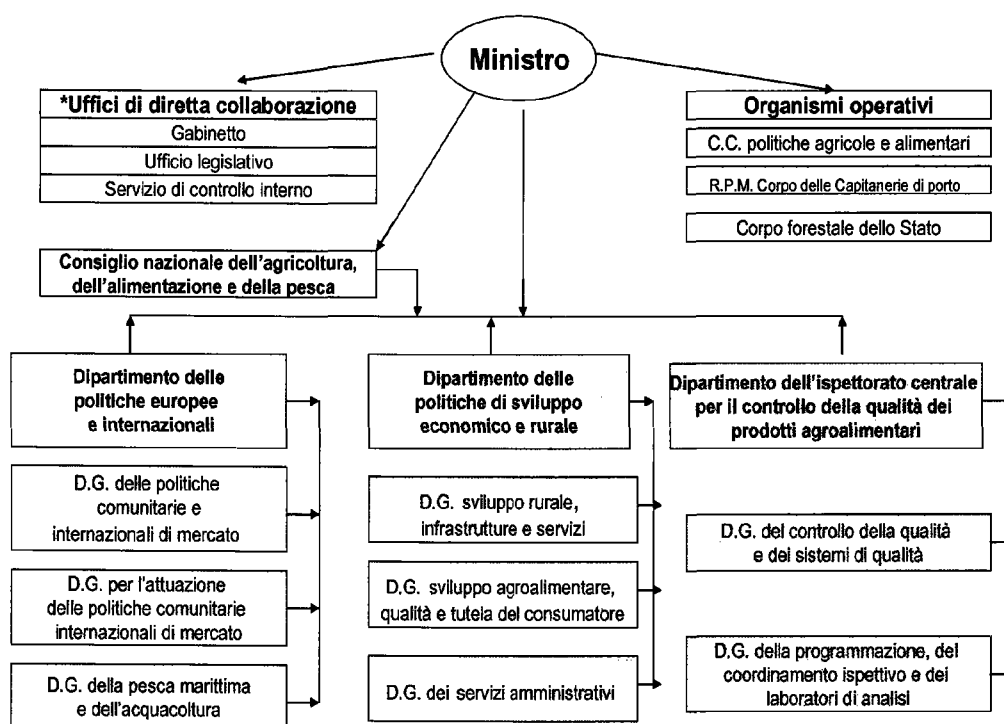 Ministro
*Uffici di diretta collaborazione
Gabinetto
Ufficio legislativo
Servizio di controllo interno
Organismi operativi
C.C. politiche agricole e alimentari
R.P.M. Corpo delle Capitanerie di porto
Corpo forestale dello Stato
Consiglio nazionale dell'agricoltura,
dell'alimentazione e della pesca
Dipartimento delle
politiche europee
e internazionali
D.G. delle politiche
comunitarie e
internazionali di mercato
D.G. per l'attuazione
delle politiche comunitarie
internazionali di mercato
D.G. della pesca marittima
e dell'acquacoltura
Dipartimento delle
politiche di sviluppo
economico e rurale
D.G. sviluppo rurale,
infrastrutture e servizi
D.G. sviluppo agroalimentare,
qualità e tutela del consumatore
D.G. dei servizi amministrativi
Dipartimento dell'ispettorato centrale
per il controllo della qualità dei
prodotti agroalimentari
D.G. del controllo della qualità
e dei sistemi di qualità
D.G. della programmazione, del
coordinamento ispettivo e dei
laboratori di analisi